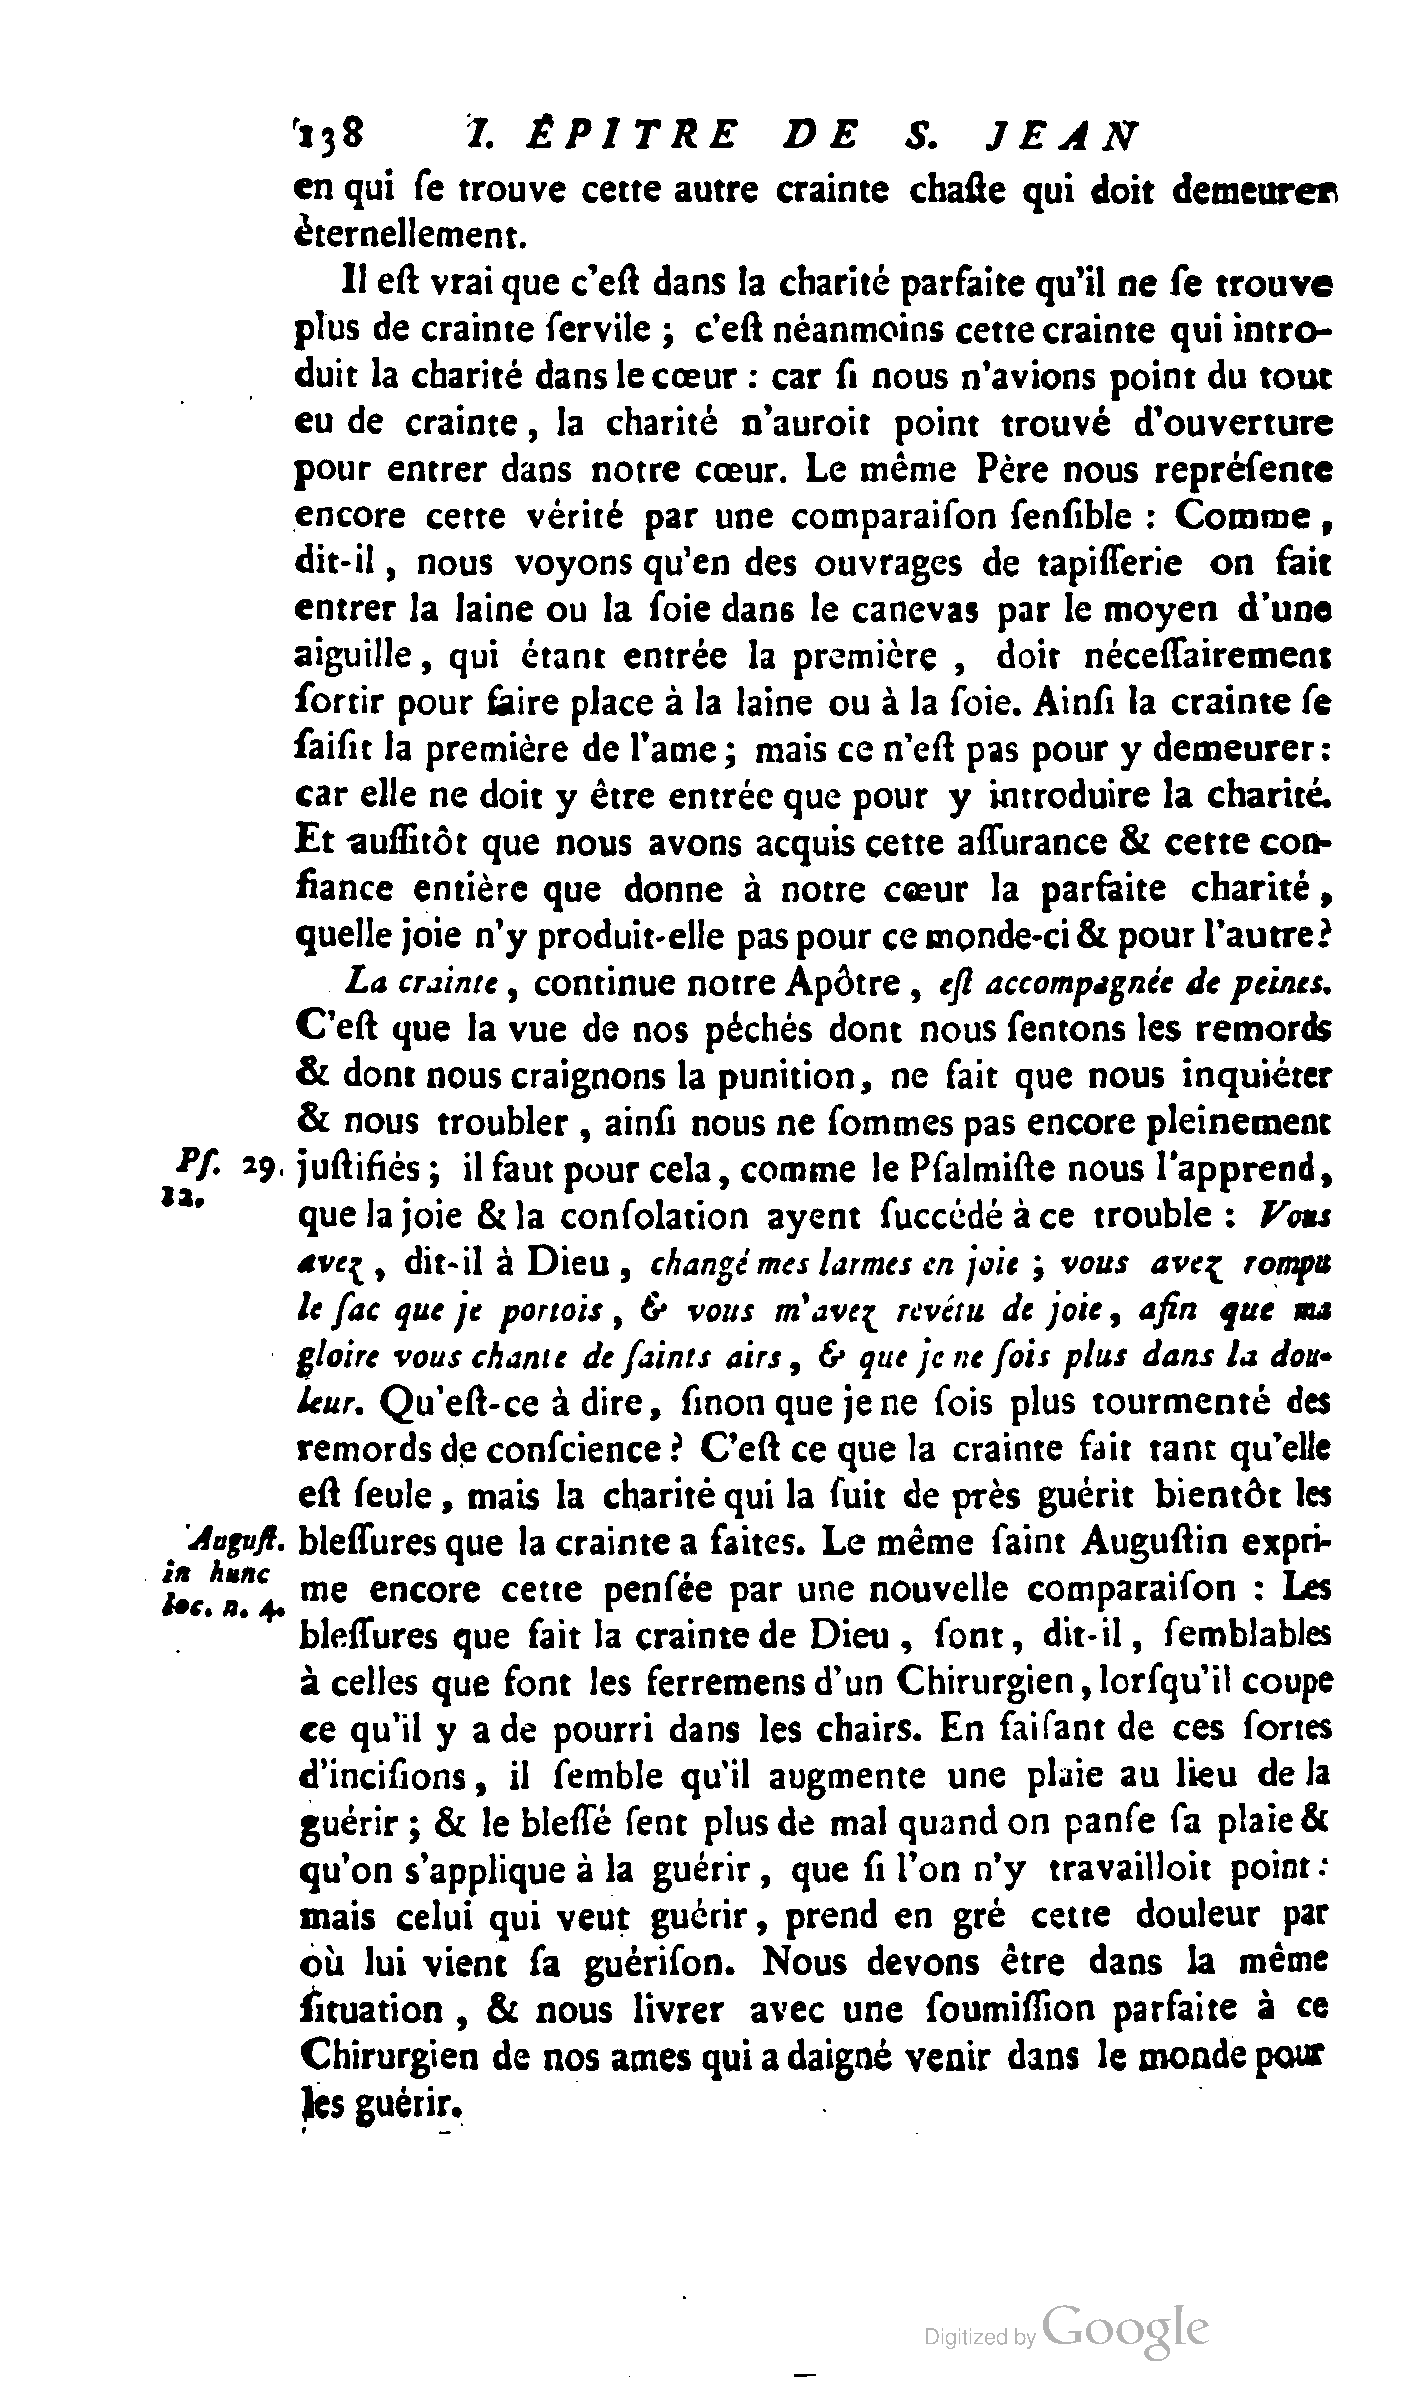 138 I. ÊPITRE DE S. JEAN
en qui ſe trouve cette autre crainte chaſte qui doit demeurer
èternellement.
Il eſt vrai que c'eſt dans la charité parfaite qu'il ne ſe trouve
plus de crainte ſervile ; c'eſt néanmoins cette crainte qui intro-
duit la charité dans le cœur : car ſi nous n'avions point du tout
eu de crainte, la charité n'auroit point trouvé d'ouverture
pour entrer dans notre cœur. Le même Père nous repréſente
encore cette vérité par une comparaiſon ſenſible : Comme,
dit-il, nous voyons qu'en des ouvrages de tapiſſerie on fait
entrer la laine ou la ſoie dans le canevas par le moyen d'une
aiguille, qui étant entrée la première, doit néceſſairement
ſortir pour faire place à la laine ou à la ſoie. Ainſi la crainte ſe
ſaiſit la première de l'ame ; mais ce n'eſt pas pour y demeurer :
car elle ne doit y être entrée que pour y introduire la charité.
Et auſſitôt que nous avons acquis cette aſſurance & cette con-
fiance entière que donne à notre cœur la parfaite charité,
quelle joie n'y produit-elle pas pour ce monde-ci & pour l'autre ?
La crainte, continue notre Apôtre, eſt accompagnée de peines.
C'eſt que la vue de nos péchés dont nous ſentons les remords
& dont nous craignons la punition, ne fait que nous inquiéter
& nous troubler, ainſi nous ne ſommes pas encore pleinement
Pſ. 29. juſtifiés ; il faut pour cela, comme le Pſalmiſte nous l'apprend,
12.
que la joie & la conſolation ayent ſuccédé à ce trouble : Vous
avez, dit-il à Dieu, changé mes larmes en joie ; vous avez rompu
le ſac que je portois, & vous m'avez revétu de joie, afin que ma
gloire vous chante de ſaints airs, & que je ne ſois plus dans la dou-
leur. Qu'eſt-ce à dire, ſinon que je ne ſois plus tourmenté des
remords de conſcience ? C'eſt ce que la crainte fait tant qu'elle
eſt ſeule, mais la charité qui la ſuit de près guérit bientôt les
Auguſt. bleſſures que la crainte a faites. Le même ſaint Auguſtin expri-
in hunc
loc. n. 4.
me encore cette penſée par une nouvelle comparaiſon : Les
bleſſures que fait la crainte de Dieu, ſont, dit-il, ſemblables
à celles que font les ferremens d'un Chirurgien, lorſqu'il coupe
ce qu'il y a de pourri dans les chairs. En faiſant de ces ſortes
d'inciſions, il ſemble qu'il augmente une plaie au lieu de la
guérir ; & le bleſſé ſent plus de mal quand on panſe ſa plaie &
qu'on s'applique à la guérir, que ſi l'on n'y travailloit point :
mais celui qui veut guérir, prend en gré cette douleur par
où lui vient ſa guériſon. Nous devons être dans la même
ſituation, & nous livrer avec une ſoumiſſion parfaite à ce
Chirurgien de nos ames qui a daigné venir dans le monde pour
les guérir.
Digitized by Google